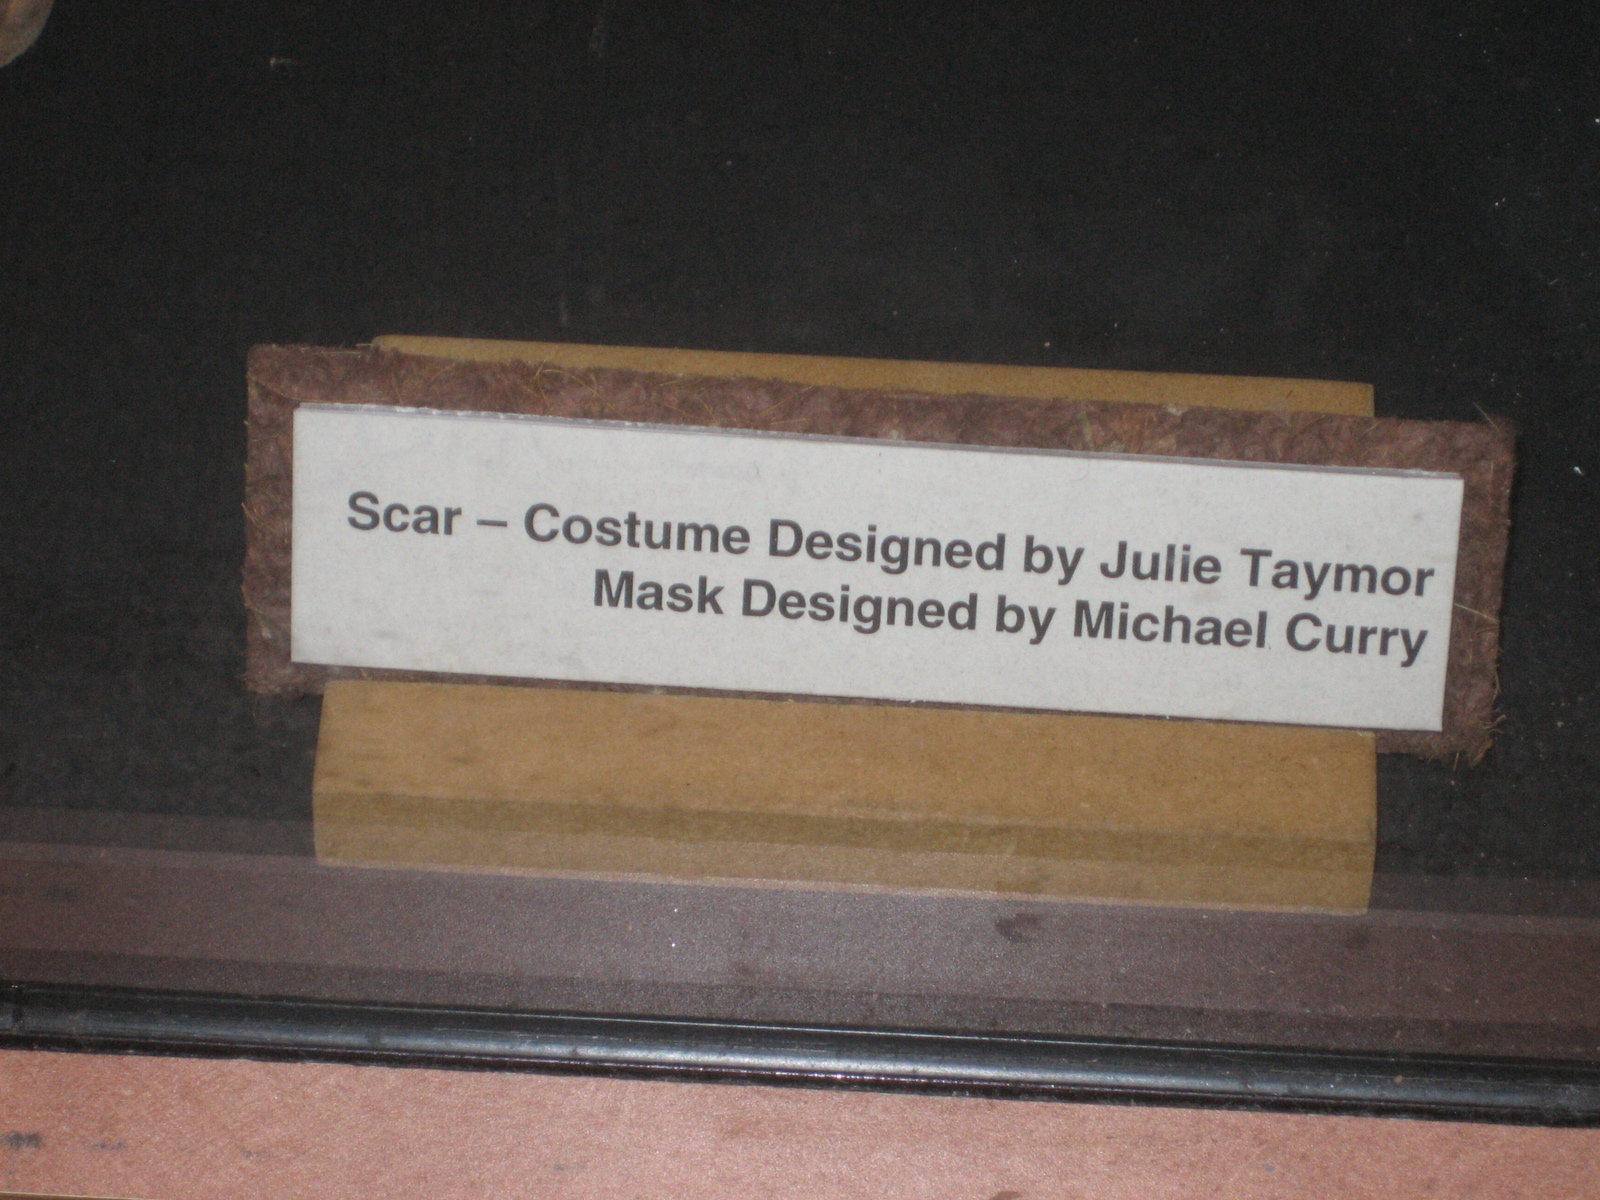 Scar – Costume Designed by Julie Taymor
Mask Designed by Michael Curry